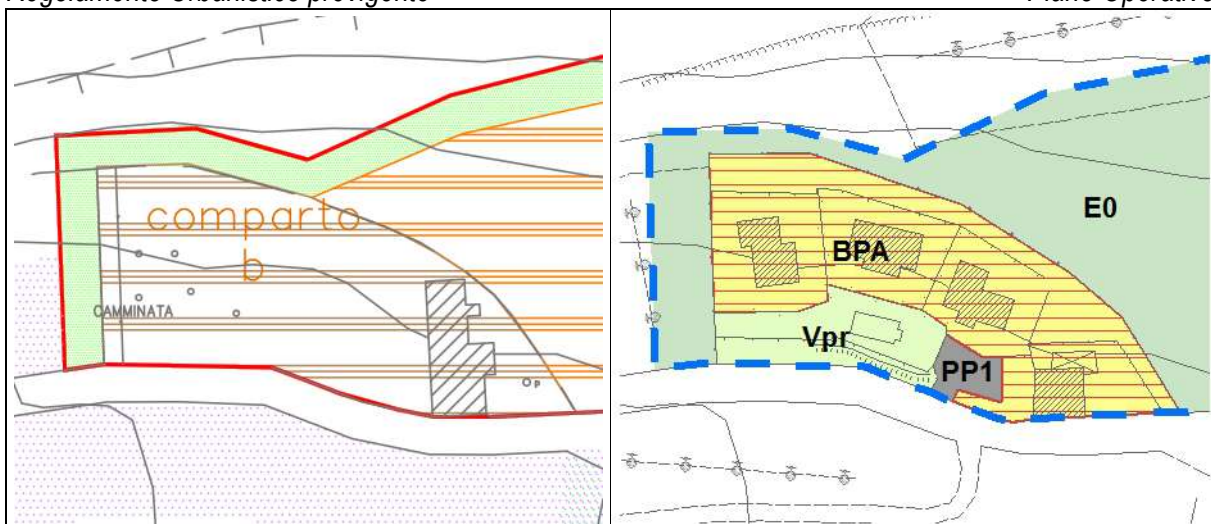 Regolamento Urbanistico previgente
Piano Operativo
comparto
b
CAMMINATA
P
E0
BPA
Vpr
PP1